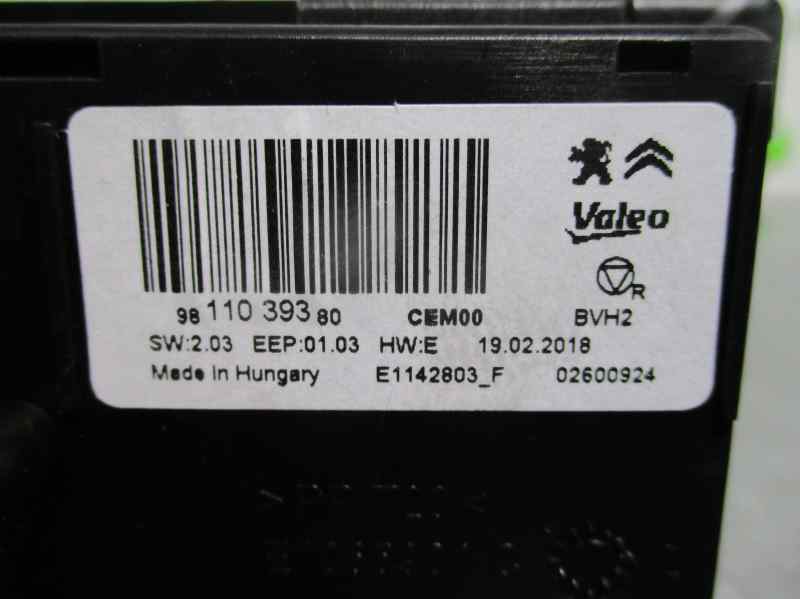 Valeo
R
98 110 393 80 CEM00 BVH2
SW:2.03 EEP:01.03 HW:E 19.02.2018
Made In Hungary E1142803_F 02600924